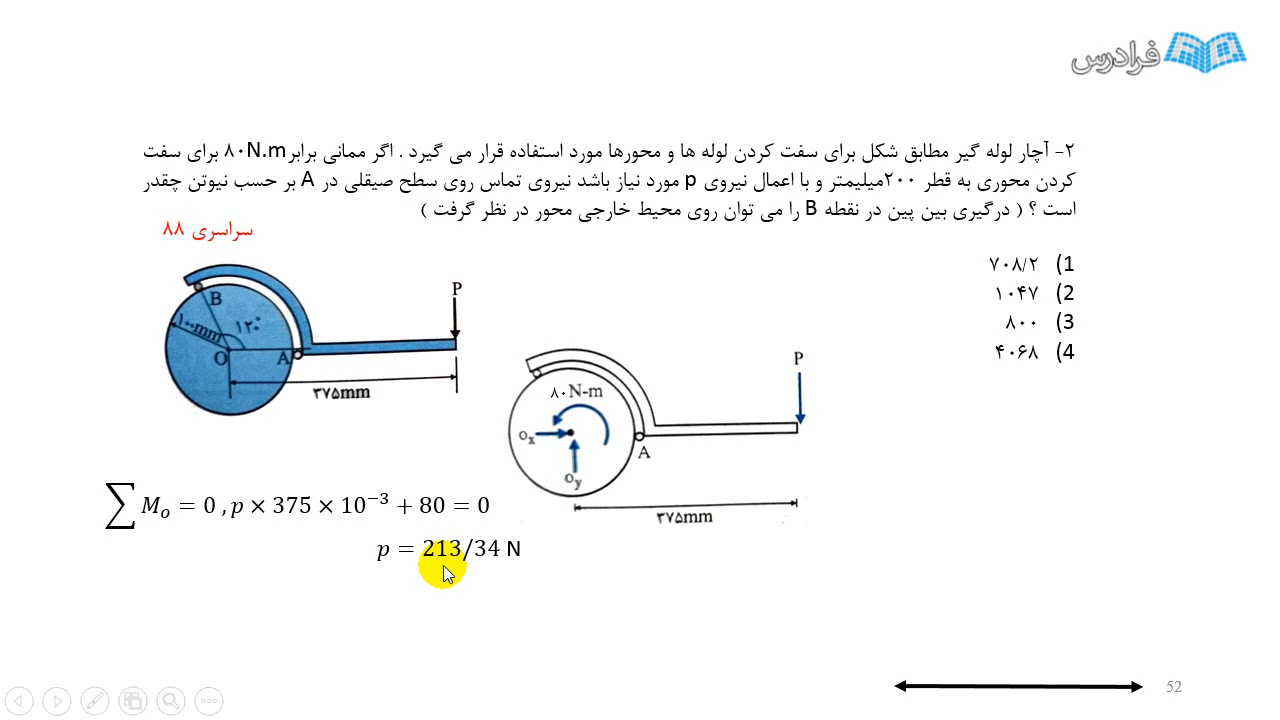 فرادرس
۲- آچار لوله گیر مطابق شکل برای سفت کردن لوله ها و محورها مورد استفاده قرار می گیرد . اگر ممانی برابر ۸۰N.m برای سفت
کردن محوری به قطر ۲۰۰میلیمتر و با اعمال نیروی p مورد نیاز باشد نیروی تماس روی سطح صیقلی در A بر حسب نیوتن چقدر
است ؟ ( درگیری بین پین در نقطه B را می توان روی محیط خارجی محور در نظر گرفت )
سراسری ۸۸
1) ۷۰۸/۲
2) ۱۰۴۷
3) ۸۰۰
4) ۴۰۶۸
P
B
۱۰۰mm
۱۲۰°
O
A
۳۷۵mm
P
۸۰N-m
Ox
A
Oy
۳۷۵mm
∑ Mₒ = 0 , p × 375 × 10⁻³ + 80 = 0
p = 213/34 N
52